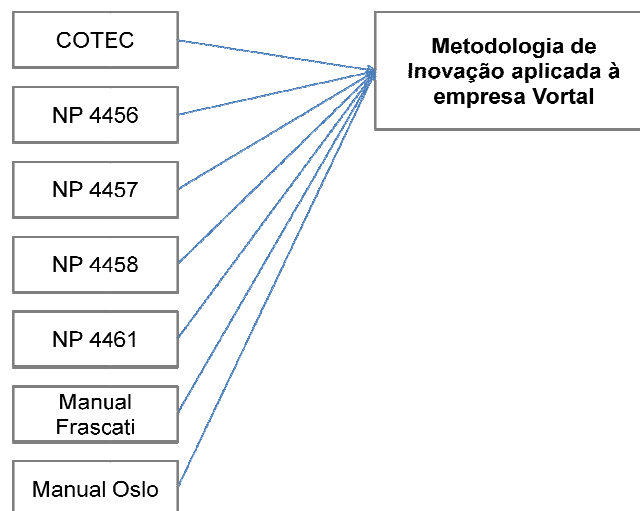 COTEC
Metodologia de
Inovação aplicada à
empresa Vortal
NP 4456
NP 4457
NP 4458
NP 4461
Manual
Frascati
Manual Oslo